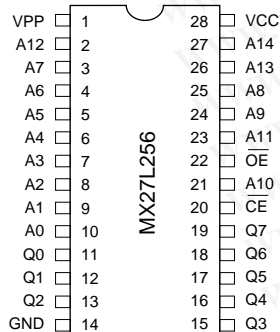 VPP 1 28 VCC
A12 2 27 A14
A7 3 26 A13
A6 4 25 A8
A5 5 24 A9
A4 6 23 A11
A3 7 22 OE
A2 8 21 A10
A1 9 20 CE
A0 10 19 Q7
Q0 11 18 Q6
Q1 12 17 Q5
Q2 13 16 Q4
GND 14 15 Q3
MX27L256